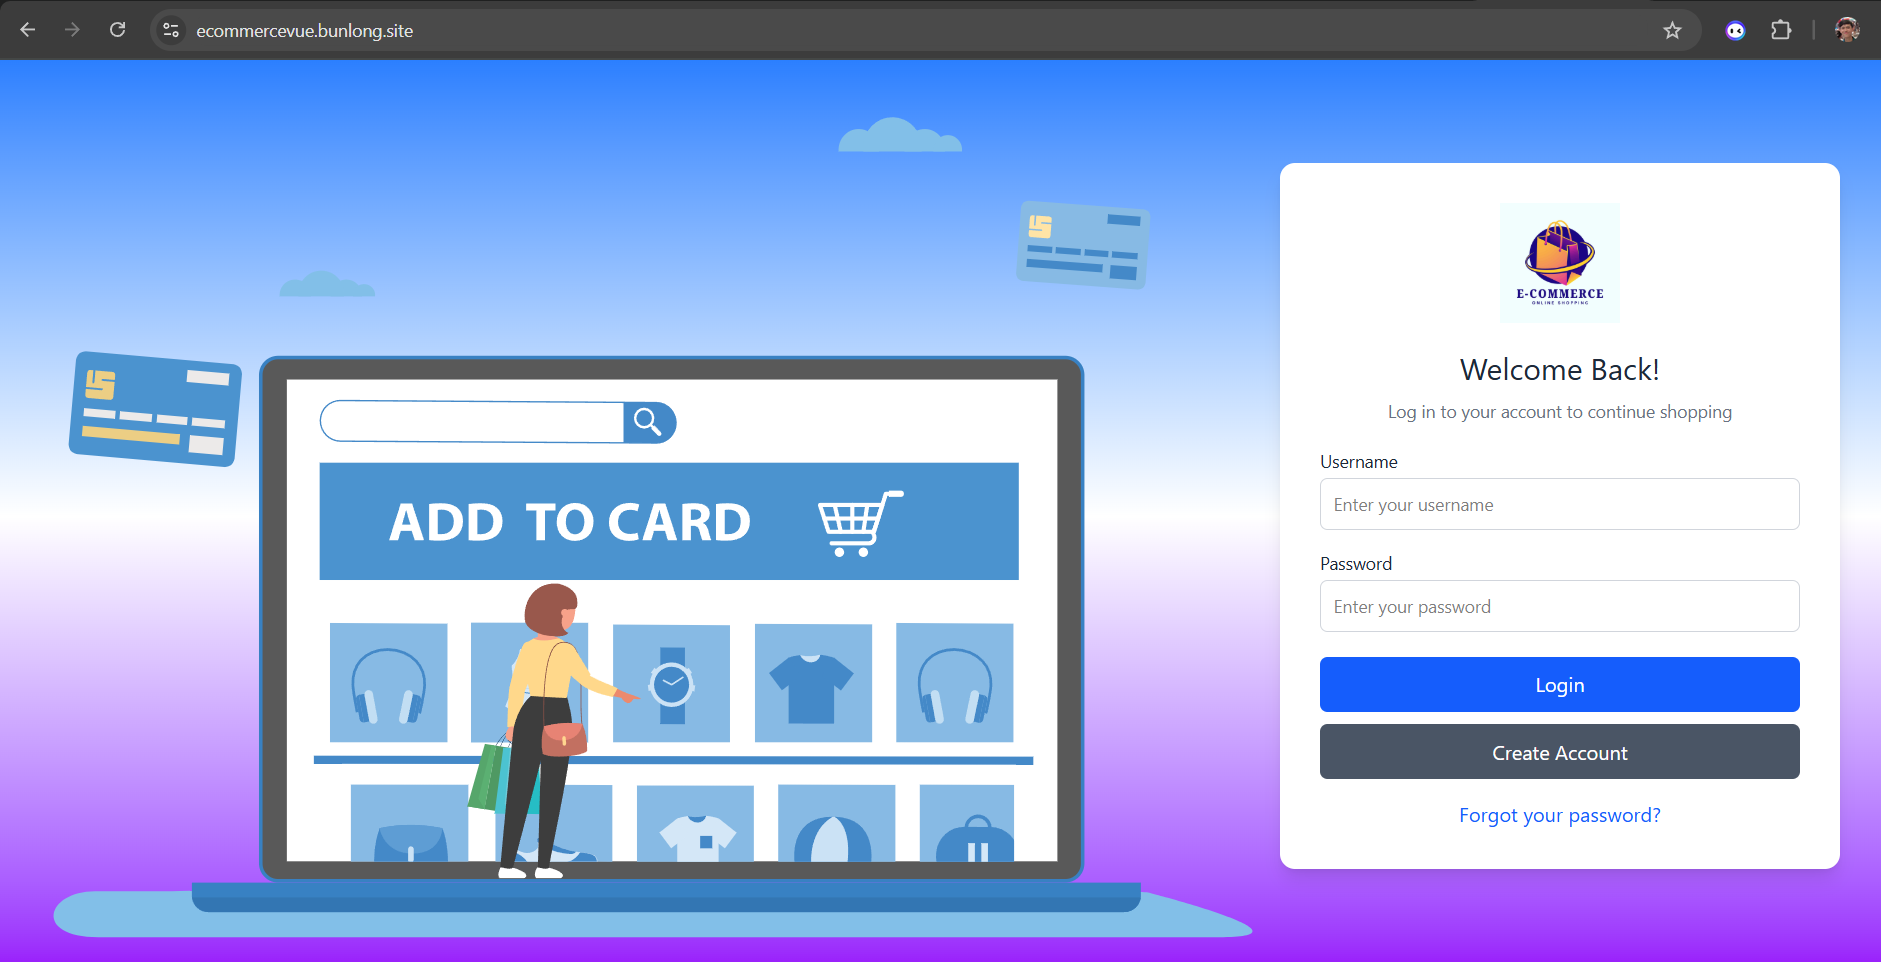 ecommercevue.bunlong.site
ADD TO CARD
E-COMMERCE
ONLINE SHOPPING
Welcome Back!
Log in to your account to continue shopping
Username
Enter your username
Password
Enter your password
Login
Create Account
Forgot your password?